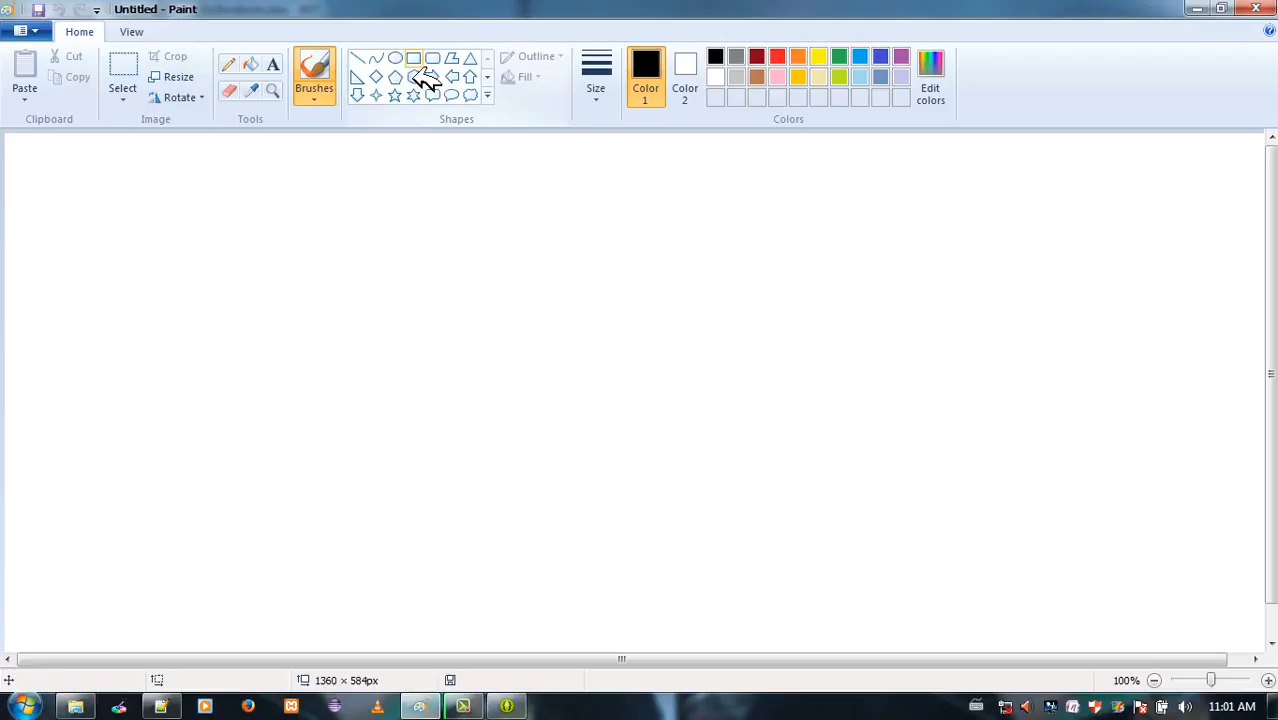 Untitled - Paint
Home View
Paste
Cut
Copy
Clipboard
Select
Crop
Resize
Rotate
Image
Tools
Brushes
Shapes
Outline
Fill
Size
Color 1
Color 2
Edit colors
Colors
1360 × 584px
100%
11:01 AM